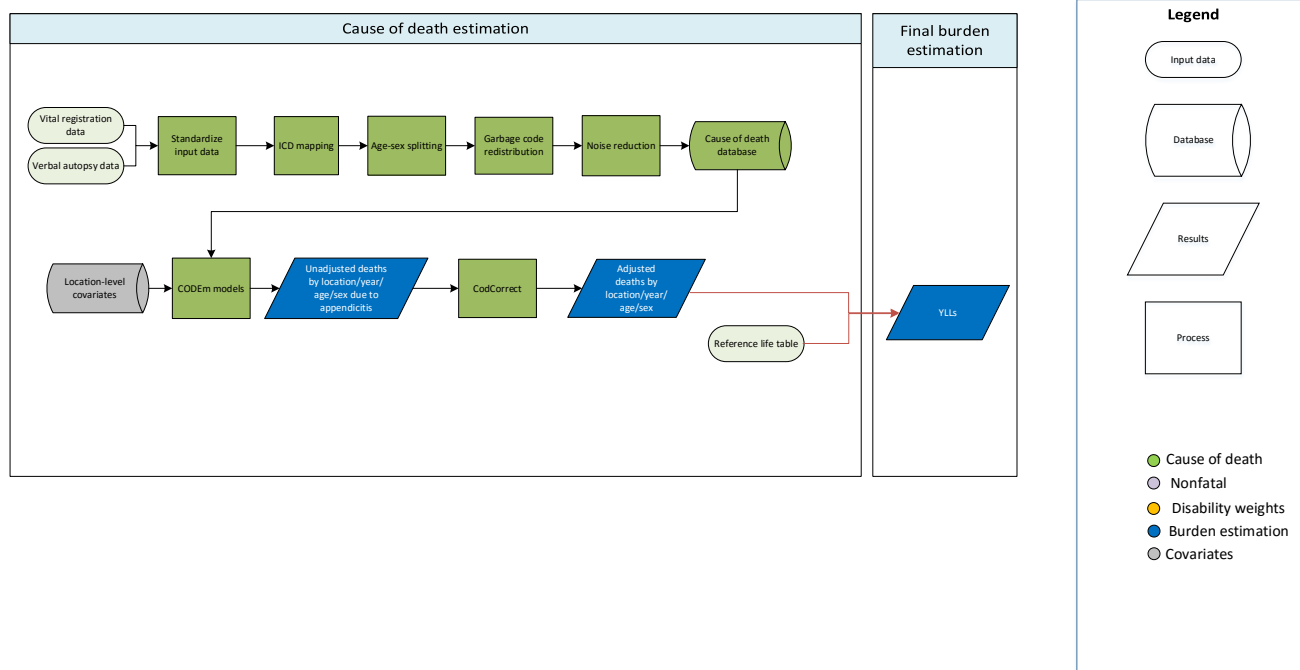 Cause of death estimation
Final burden
estimation
Vital registration
data
Verbal autopsy data
Standardize
input data
ICD mapping
Age-sex splitting
Garbage code
redistribution
Noise reduction
Cause of death
database
Location-level
covariates
CODEm models
Unadjusted deaths
by location/year/
age/sex due to
appendicitis
CodCorrect
Adjusted
deaths by
location/year/
age/sex
Reference life table
YLLs
Legend
Input data
Database
Results
Process
Cause of death
Nonfatal
Disability weights
Burden estimation
Covariates